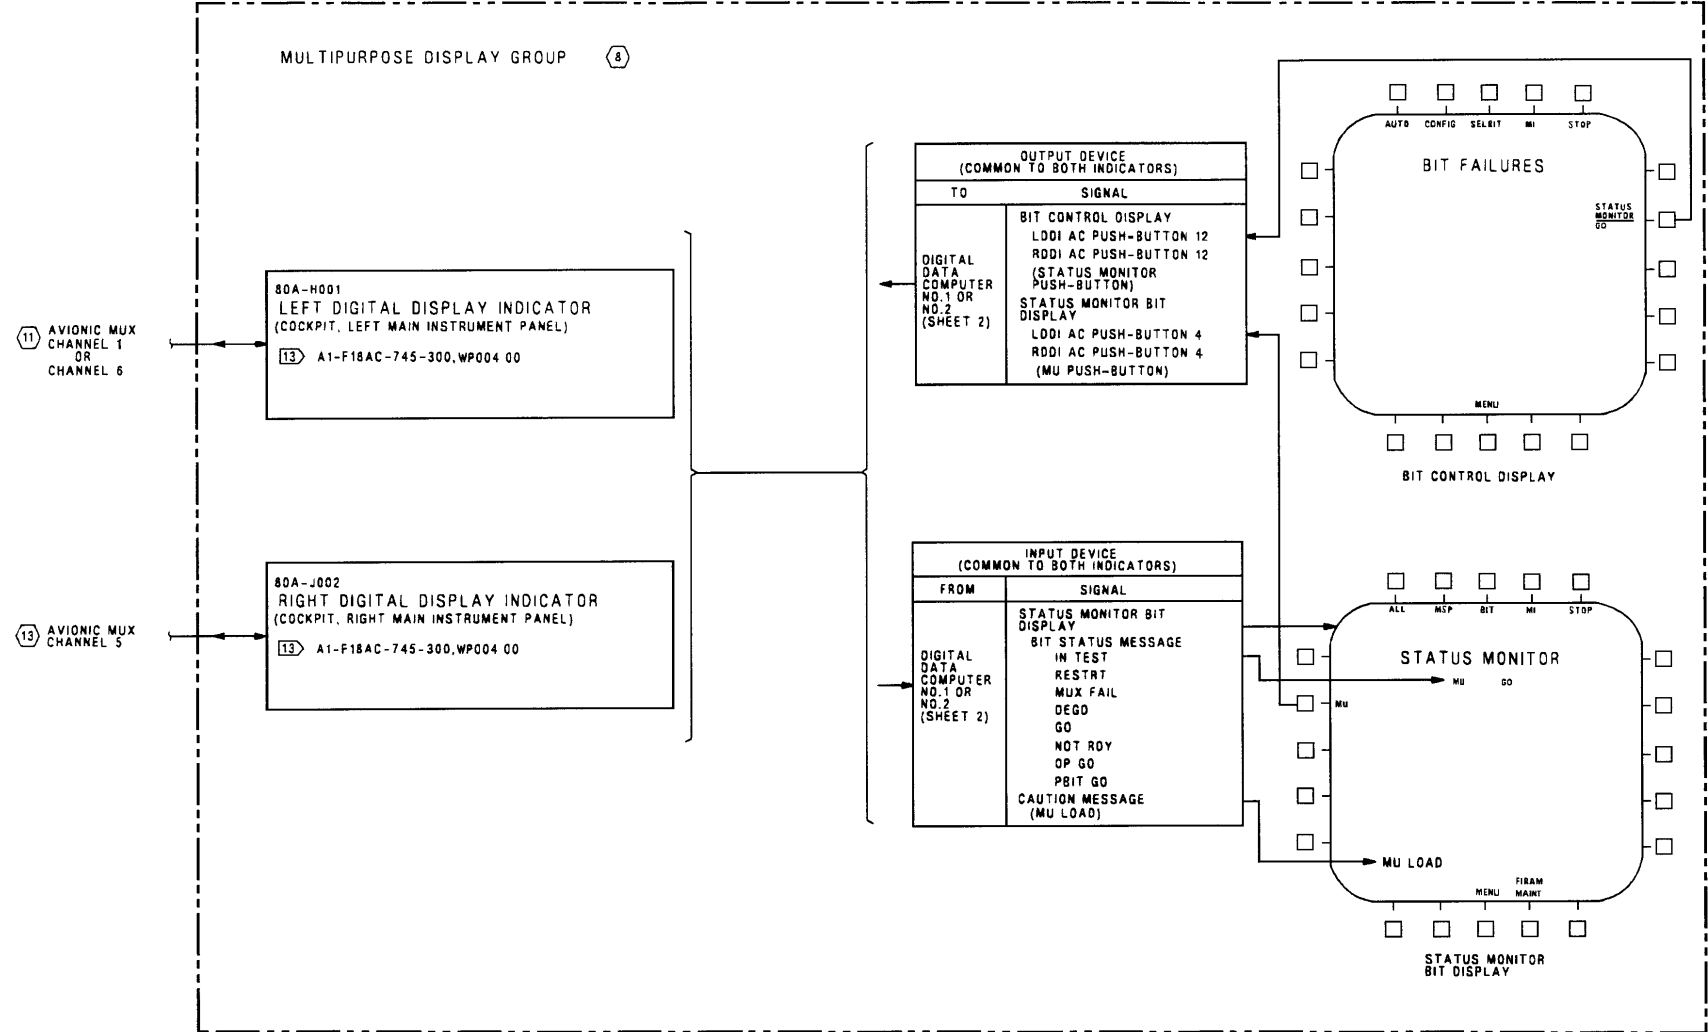 MULTIPURPOSE DISPLAY GROUP 8
11 AVIONIC MUX
CHANNEL 1
OR
CHANNEL 6
80A-H001
LEFT DIGITAL DISPLAY INDICATOR
(COCKPIT, LEFT MAIN INSTRUMENT PANEL)
13 A1-F18AC-745-300,WP004 00
13 AVIONIC MUX
CHANNEL 5
80A-J002
RIGHT DIGITAL DISPLAY INDICATOR
(COCKPIT, RIGHT MAIN INSTRUMENT PANEL)
13 A1-F18AC-745-300,WP004 00
OUTPUT DEVICE
(COMMON TO BOTH INDICATORS)
TO SIGNAL
DIGITAL
DATA
COMPUTER
NO.1 OR
NO.2
(SHEET 2)
BIT CONTROL DISPLAY
LDDI AC PUSH-BUTTON 12
RDDI AC PUSH-BUTTON 12
(STATUS MONITOR
PUSH-BUTTON)
STATUS MONITOR BIT
DISPLAY
LDDI AC PUSH-BUTTON 4
RDDI AC PUSH-BUTTON 4
(MU PUSH-BUTTON)
INPUT DEVICE
(COMMON TO BOTH INDICATORS)
FROM SIGNAL
DIGITAL
DATA
COMPUTER
NO.1 OR
NO.2
(SHEET 2)
STATUS MONITOR BIT
DISPLAY
BIT STATUS MESSAGE
IN TEST
RESTRT
MUX FAIL
DEGD
GO
NOT RDY
OP GO
PBIT GO
CAUTION MESSAGE
(MU LOAD)
AUTO CONFIG SELBIT MI STOP
BIT FAILURES
STATUS
MONITOR
GO
MENU
BIT CONTROL DISPLAY
ALL MSP BIT MI STOP
STATUS MONITOR
MU GO
MU
MU LOAD
MENU FIRAM
MAINT
STATUS MONITOR
BIT DISPLAY